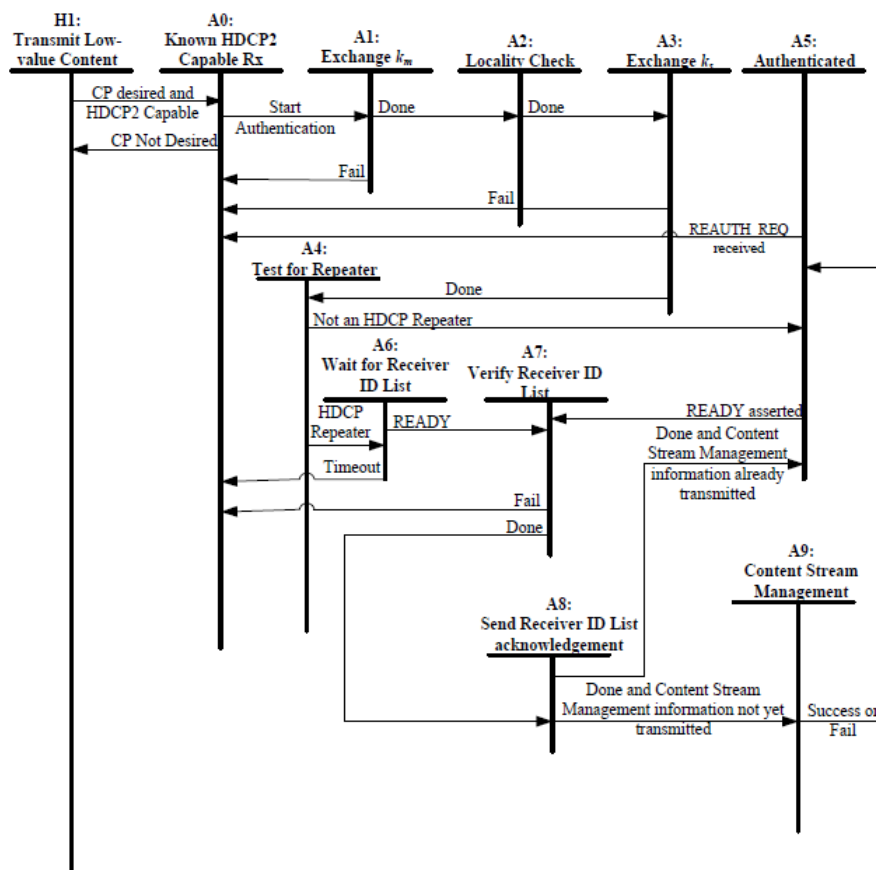 H1:
Transmit Low-
value Content
A0:
Known HDCP2
Capable Rx
A1:
Exchange km
A2:
Locality Check
A3:
Exchange ks
A5:
Authenticated
CP desired and
HDCP2 Capable
Start
Authentication
Done
Done
CP Not Desired
Fail
Fail
REAUTH_REQ
received
A4:
Test for Repeater
Done
Not an HDCP Repeater
A6:
Wait for Receiver
ID List
A7:
Verify Receiver ID
List
HDCP
Repeater
READY
READY asserted
Done and Content
Stream Management
information already
transmitted
Timeout
Fail
Done
A9:
Content Stream
Management
A8:
Send Receiver ID List
acknowledgement
Done and Content Stream
Management information not yet
transmitted
Success or
Fail